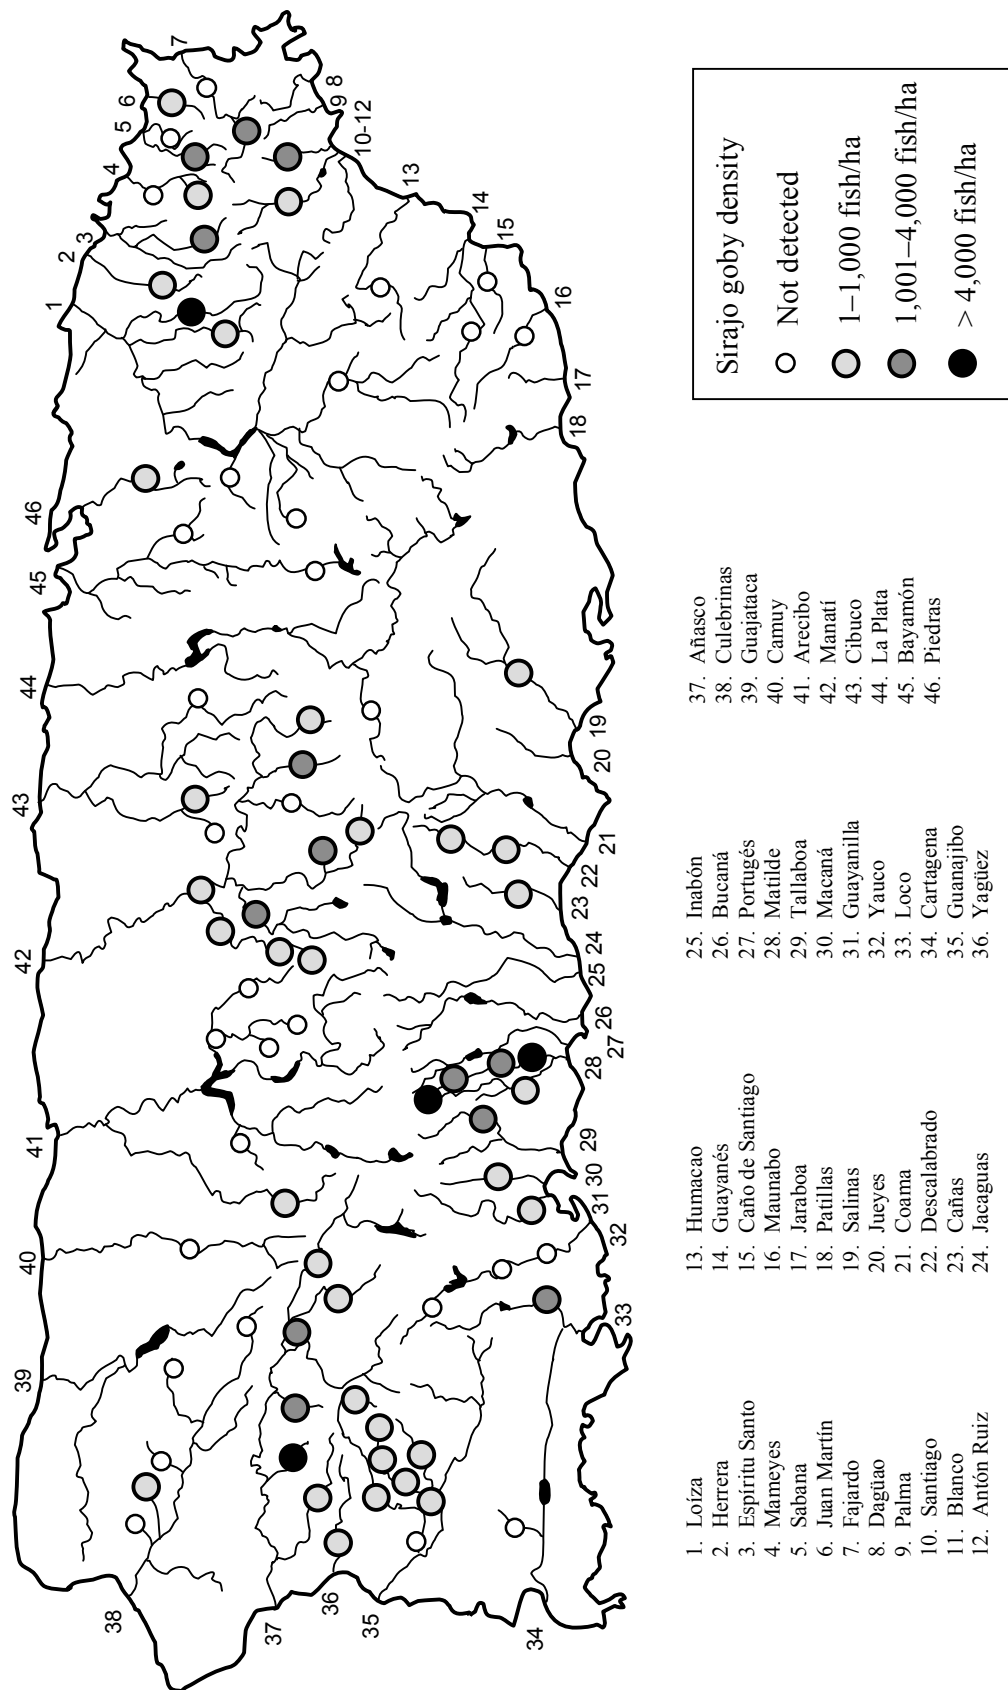 1
2
3
4
5
6
7
8
9
10-12
13
14
15
16
17
18
19
20
21
22
23
24
25
26
27
28
29
30
31
32
33
34
35
36
37
38
39
40
41
42
43
44
45
46
1. Loíza
2. Herrera
3. Espíritu Santo
4. Mameyes
5. Sabana
6. Juan Martín
7. Fajardo
8. Dagüao
9. Palma
10. Santiago
11. Blanco
12. Antón Ruiz
13. Humacao
14. Guayanés
15. Caño de Santiago
16. Maunabo
17. Jaraboa
18. Patillas
19. Salinas
20. Jueyes
21. Coama
22. Descalabrado
23. Cañas
24. Jacaguas
25. Inabón
26. Bucaná
27. Portugés
28. Matilde
29. Tallaboa
30. Macaná
31. Guayanilla
32. Yauco
33. Loco
34. Cartagena
35. Guanajibo
36. Yagüez
37. Añasco
38. Culebrinas
39. Guajataca
40. Camuy
41. Arecibo
42. Manatí
43. Cibuco
44. La Plata
45. Bayamón
46. Piedras
Sirajo goby density
Not detected
1–1,000 fish/ha
1,001–4,000 fish/ha
> 4,000 fish/ha